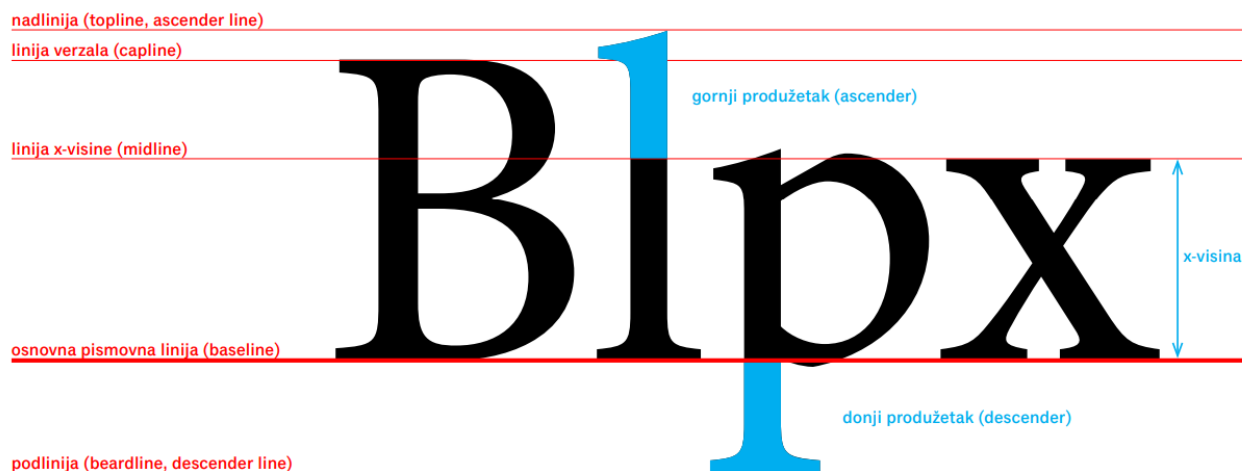 nadlinija (topline, ascender line)
linija verzala (capline)
gornji produžetak (ascender)
linija x-visine (midline)
Blpx
x-visina
osnovna pismovna linija (baseline)
donji produžetak (descender)
podlinija (beardline, descender line)